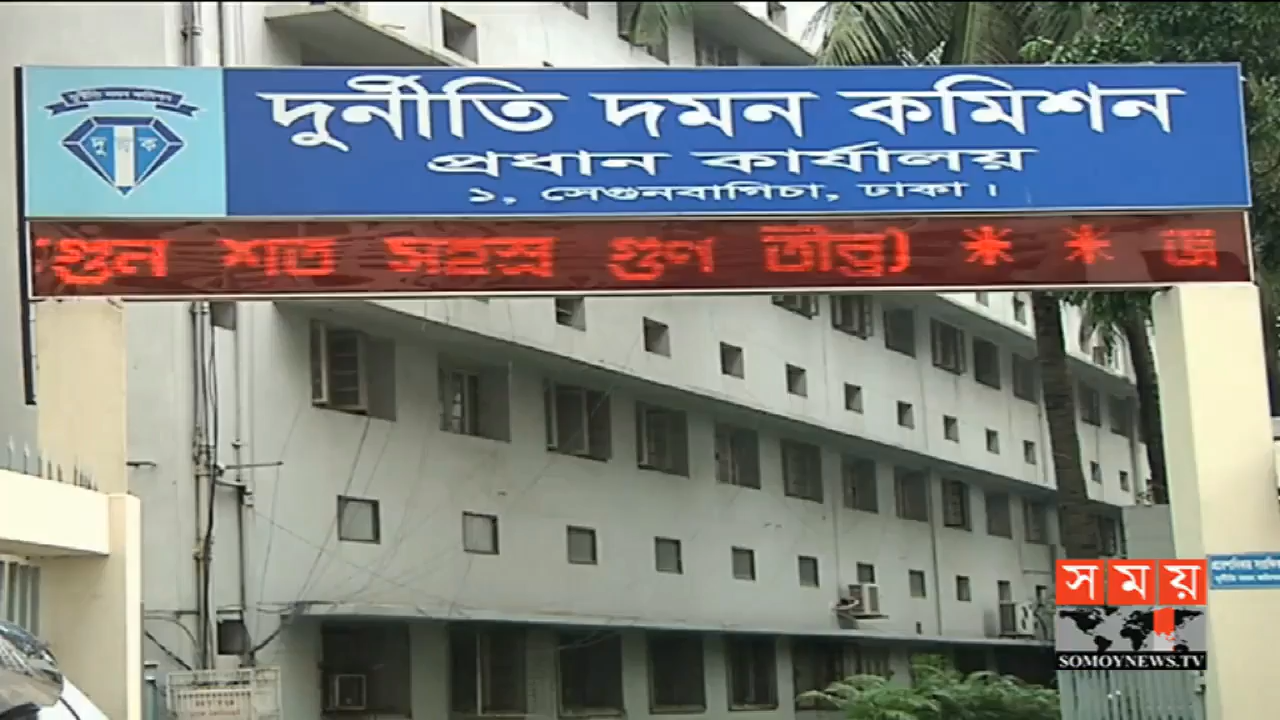 দুর্নীতি দমন কমিশন
প্রধান কার্যালয়
১, সেগুনবাগিচা, ঢাকা।
দু দ ক
গুন শত সহস্র গুণ তীব্র) * *
সময়
SOMOYNEWS.TV